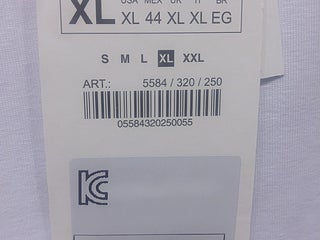 XL
USA MEX UK IT BR
XL 44 XL XL EG
S M L XL XXL
ART.: 5584 / 320 / 250
05584320250055